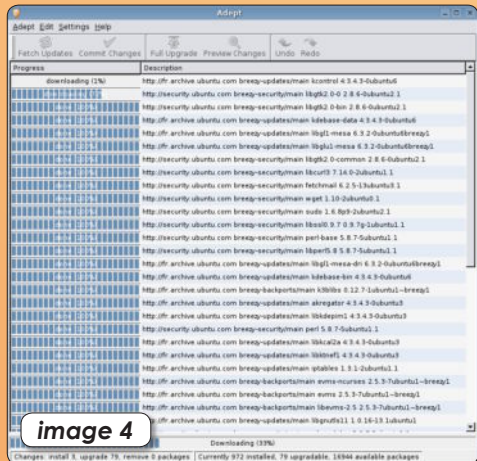 Adept
Adept Edit Settings Help
Fetch Updates Commit Changes Full Upgrade Preview Changes Undo Redo
Progress Description
downloading (1%) http://fr.archive.ubuntu.com breezy-updates/main kcontrol 4:3.4.3-0ubuntu6
http://security.ubuntu.com breezy-security/main libgtk2.0-0 2.8.6-0ubuntu2.1
http://security.ubuntu.com breezy-security/main libgtk2.0-bin 2.8.6-0ubuntu2.1
http://fr.archive.ubuntu.com breezy-updates/main kdebase-data 4:3.4.3-0ubuntu6
http://fr.archive.ubuntu.com breezy-updates/main libgl1-mesa 6.3.2-0ubuntu6breezy1
http://fr.archive.ubuntu.com breezy-updates/main libglu1-mesa 6.3.2-0ubuntu6breezy1
http://security.ubuntu.com breezy-security/main libgtk2.0-common 2.8.6-0ubuntu2.1
http://security.ubuntu.com breezy-security/main libcurl3 7.14.0-2ubuntu1.1
http://security.ubuntu.com breezy-security/main fetchmail 6.2.5-13ubuntu3.1
http://security.ubuntu.com breezy-security/main wget 1.10-2ubuntu0.1
http://security.ubuntu.com breezy-security/main sudo 1.6.8p9-2ubuntu2.1
http://security.ubuntu.com breezy-security/main libssl0.9.7 0.9.7g-1ubuntu1.1
http://security.ubuntu.com breezy-security/main perl-base 5.8.7-5ubuntu1.1
http://security.ubuntu.com breezy-security/main libperl5.8 5.8.7-5ubuntu1.1
http://fr.archive.ubuntu.com breezy-updates/main libgl1-mesa-dri 6.3.2-0ubuntu6breezy1
http://fr.archive.ubuntu.com breezy-updates/main kdebase-bin 4:3.4.3-0ubuntu6
http://fr.archive.ubuntu.com breezy-backports/main k3blibs 0.12.7-1ubuntu1~breezy1
http://fr.archive.ubuntu.com breezy-updates/main akregator 4:3.4.3-0ubuntu3
http://fr.archive.ubuntu.com breezy-updates/main libkdepim1 4:3.4.3-0ubuntu3
http://security.ubuntu.com breezy-security/main perl 5.8.7-5ubuntu1.1
http://fr.archive.ubuntu.com breezy-updates/main libkcal2a 4:3.4.3-0ubuntu3
http://fr.archive.ubuntu.com breezy-updates/main libktnef1 4:3.4.3-0ubuntu3
http://fr.archive.ubuntu.com breezy-updates/main iptables 1.3.1-2ubuntu1.1
http://fr.archive.ubuntu.com breezy-backports/main evms-ncurses 2.5.3-7ubuntu1~breezy1
http://fr.archive.ubuntu.com breezy-backports/main evms 2.5.3-7ubuntu1~breezy1
http://fr.archive.ubuntu.com breezy-backports/main libevms-2.5 2.5.3-7ubuntu1~breezy1
http://security.ubuntu.com breezy-security/main libgnutls11 1.0.16-13.1ubuntu1
image 4
Downloading (33%)
Changes: install 3, upgrade 79, remove 0 packages Currently 972 installed, 79 upgradable, 16944 available packages